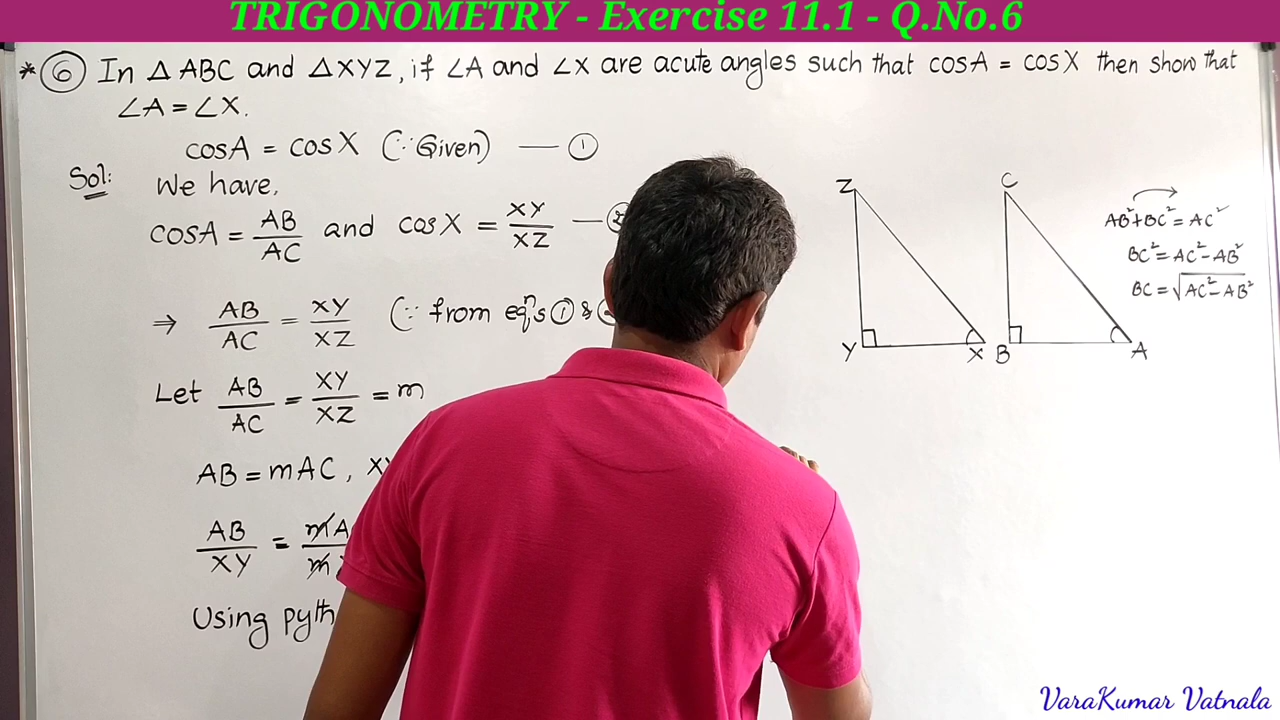 TRIGONOMETRY - Exercise 11.1 - Q.No.6
* ⑥ In △ ABC and △XYZ, if ∠A and ∠X are acute angles such that cosA = cosX then show that
∠A = ∠X.
cosA = cosX (∵ Given) — ①
Sol: We have,
cosA = AB/AC and cosX = XY/XZ — ②
⇒ AB/AC = XY/XZ (∵ from eqⁿs ① &
Let AB/AC = XY/XZ = m
AB = mAC, XY
AB/XY = m̸A / m̸
Using
Z
Y
X
C
B
A
AB² + BC² = AC²
BC² = AC² - AB²
BC = √AC² - AB²
VaraKumar Vatnala